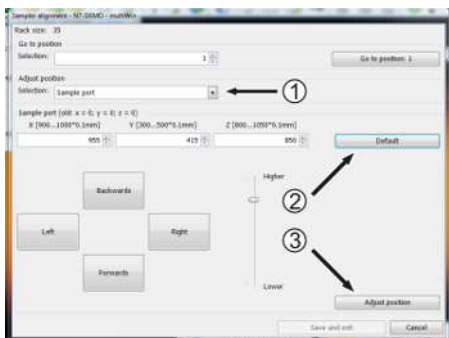 Sampler alignment - N7-DEMO - multiWin
Rack size: 35
Go to position
Selection: 1 Go to position: 1
Adjust position
Selection: Sample port ①
Sample port (old: x = 0; y = 0; z = 0)
X [900...1000*0.1mm] Y [300...500*0.1mm] Z [800...1050*0.1mm]
955 415 850 Default
Higher
Backwards
②
Left Right
③
Forwards
Lower
Adjust position
Save and exit Cancel